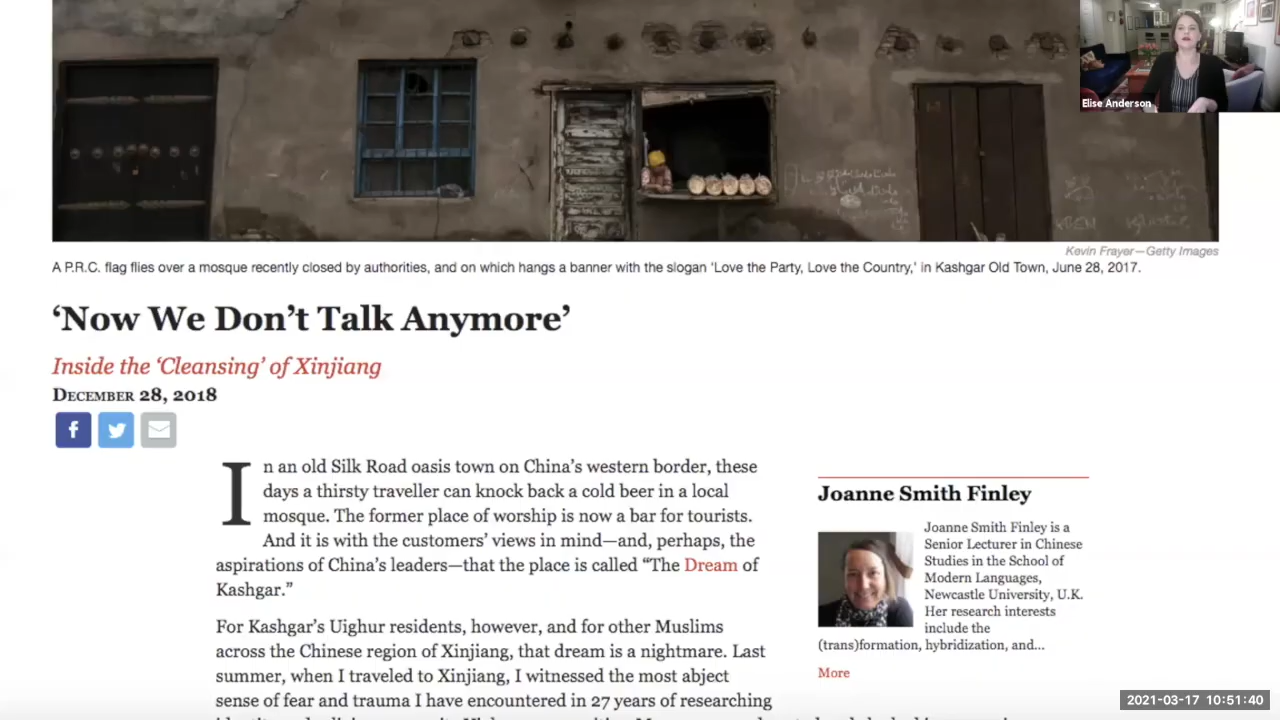 Elise Anderson
Kevin Frayer—Getty Images
A P.R.C. flag flies over a mosque recently closed by authorities, and on which hangs a banner with the slogan ‘Love the Party, Love the Country,’ in Kashgar Old Town, June 28, 2017.
‘Now We Don’t Talk Anymore’
Inside the ‘Cleansing’ of Xinjiang
December 28, 2018
In an old Silk Road oasis town on China’s western border, these
days a thirsty traveller can knock back a cold beer in a local
mosque. The former place of worship is now a bar for tourists.
And it is with the customers’ views in mind—and, perhaps, the
aspirations of China’s leaders—that the place is called “The Dream of
Kashgar.”
For Kashgar’s Uighur residents, however, and for other Muslims
across the Chinese region of Xinjiang, that dream is a nightmare. Last
summer, when I traveled to Xinjiang, I witnessed the most abject
sense of fear and trauma I have encountered in 27 years of researching
Joanne Smith Finley
Joanne Smith Finley is a
Senior Lecturer in Chinese
Studies in the School of
Modern Languages,
Newcastle University, U.K.
Her research interests
include the
(trans)formation, hybridization, and...
More
2021-03-17 10:51:40